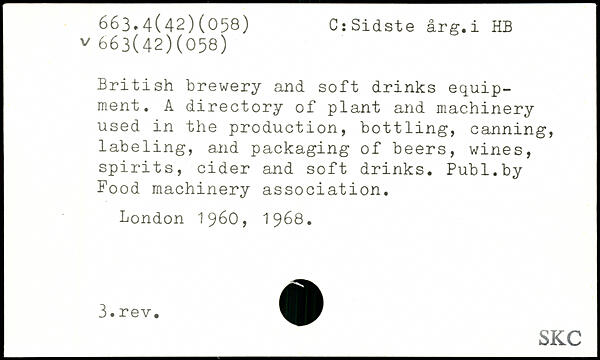 663.4(42)(058) C:Sidste årg.i HB
v 663(42)(058)
British brewery and soft drinks equip-
ment. A directory of plant and machinery
used in the production, bottling, canning,
labeling, and packaging of beers, wines,
spirits, cider and soft drinks. Publ.by
Food machinery association.
London 1960, 1968.
3.rev.
SKC